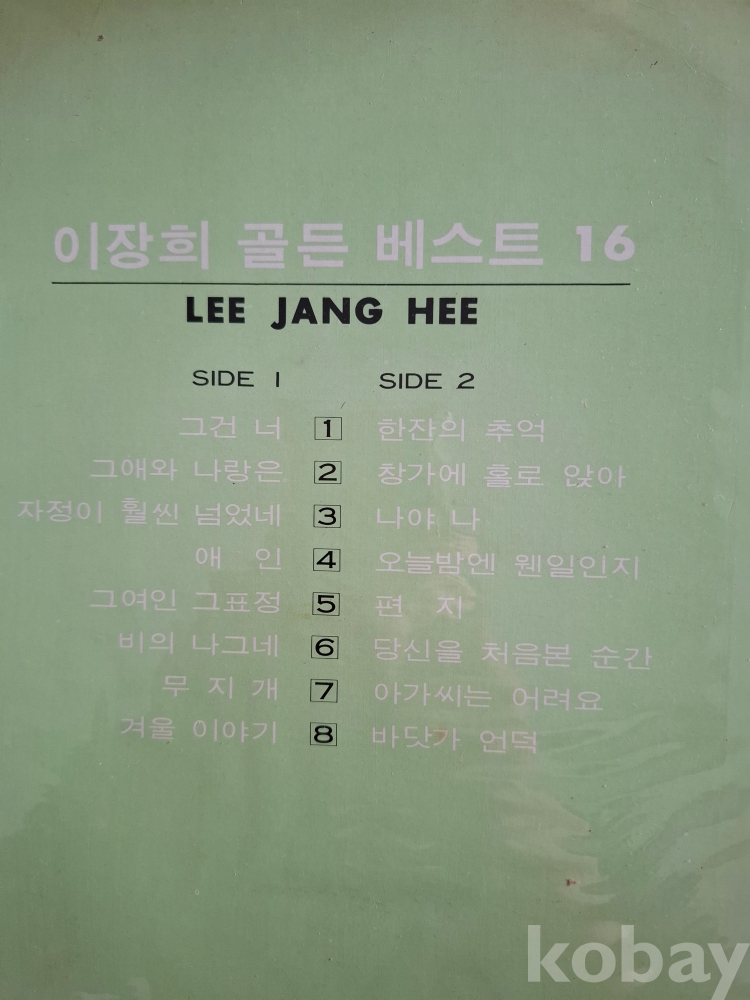 이장희 골든 베스트 16
LEE JANG HEE
SIDE 1 SIDE 2
그건 너 1 한잔의 추억
그애와 나랑은 2 창가에 홀로 앉아
자정이 훨씬 넘었네 3 나야 나
애 인 4 오늘밤엔 웬일인지
그여인 그표정 5 편 지
비의 나그네 6 당신을 처음본 순간
무 지 개 7 아가씨는 어려요
겨울 이야기 8 바닷가 언덕
kobay